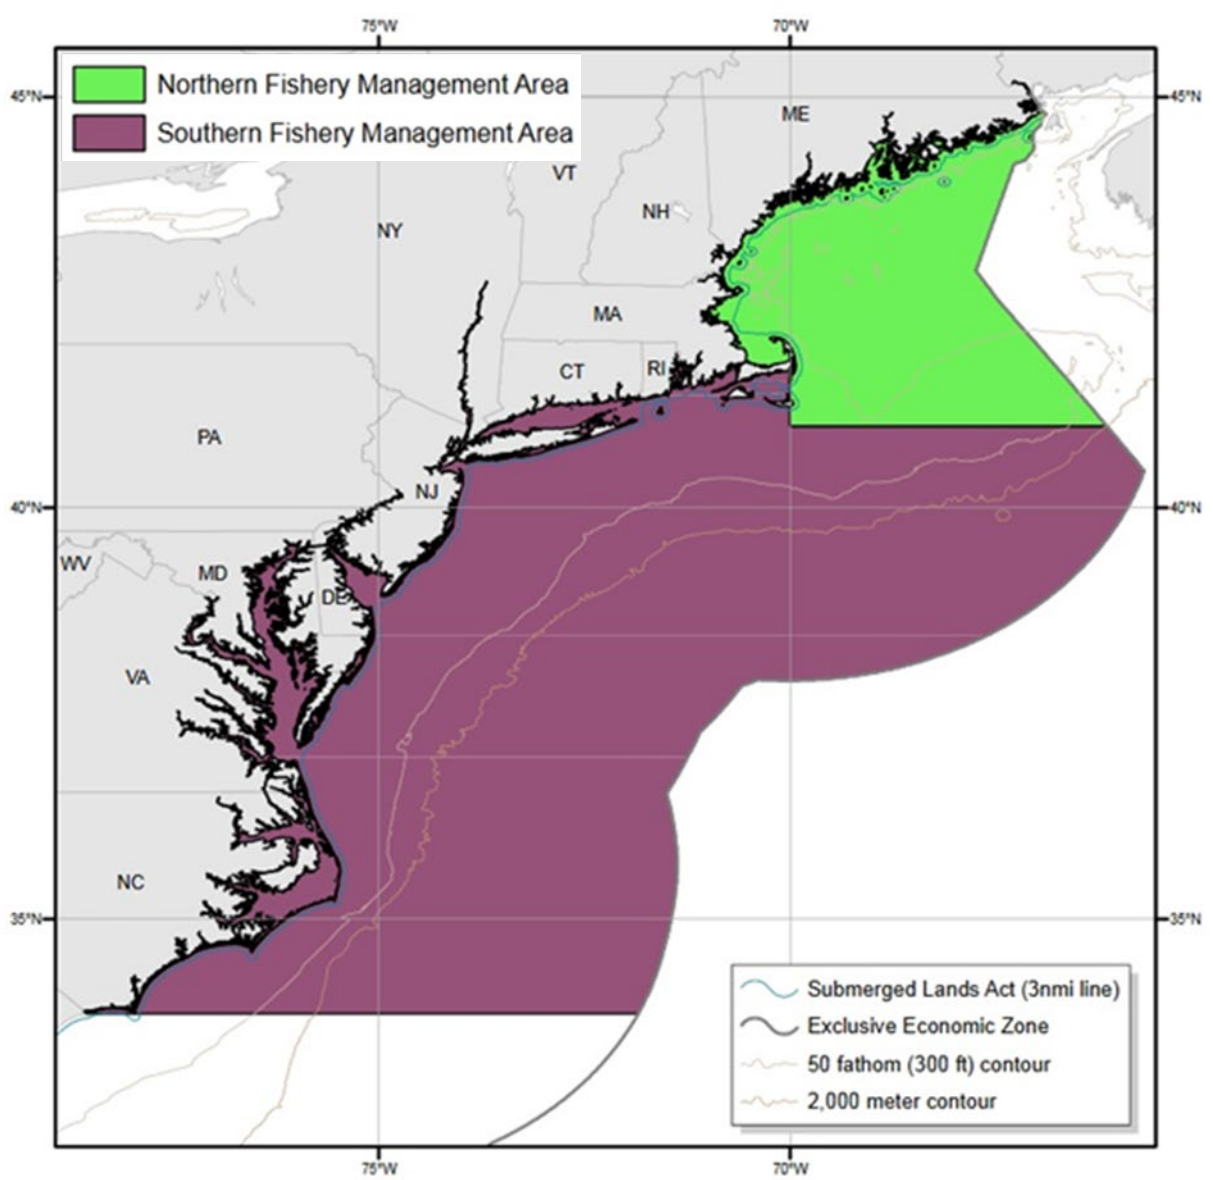 75°W 70°W
Northern Fishery Management Area
Southern Fishery Management Area
45°N 45°N
ME
VT
NH
NY
MA
CT RI
PA
NJ
40°N 40°N
WV
MD
DE
VA
NC
35°N 35°N
Submerged Lands Act (3nmi line)
Exclusive Economic Zone
50 fathom (300 ft) contour
2,000 meter contour
75°W 70°W